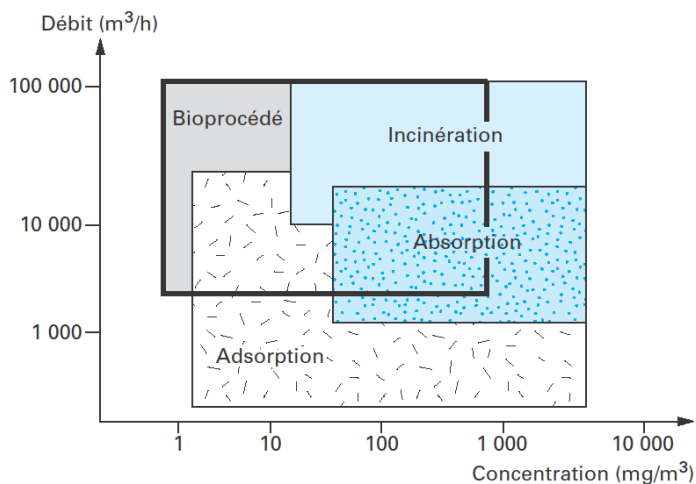 Débit (m³/h)
100 000
Bioprocédé
Incinération
10 000
Absorption
1 000
Adsorption
1 10 100 1 000 10 000
Concentration (mg/m³)